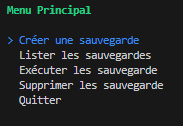 Menu Principal
> Créer une sauvegarde
Lister les sauvegardes
Exécuter les sauvegarde
Supprimer les sauvegarde
Quitter